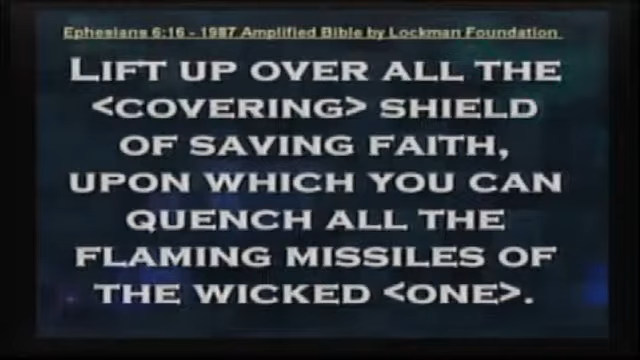 Ephesians 6:16 - 1987 Amplified Bible by Lockman Foundation
LIFT UP OVER ALL THE
<COVERING> SHIELD
OF SAVING FAITH,
UPON WHICH YOU CAN
QUENCH ALL THE
FLAMING MISSILES OF
THE WICKED <ONE>.